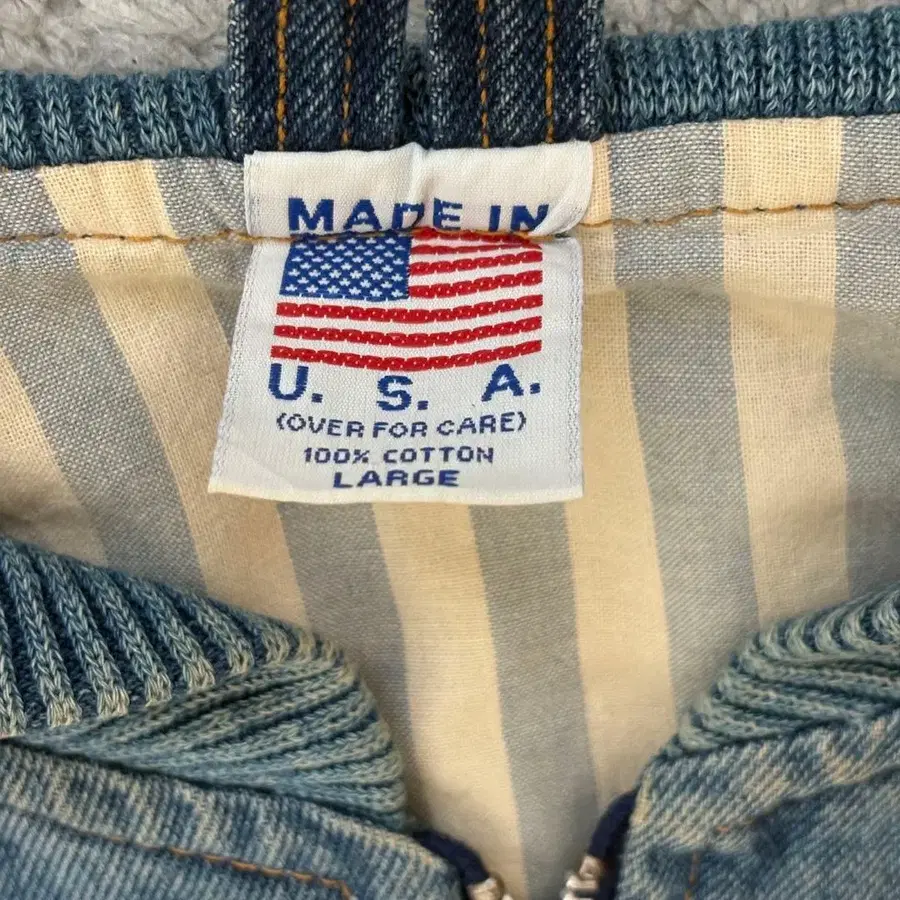 MADE IN
U. S. A.
(OVER FOR CARE)
100% COTTON
LARGE